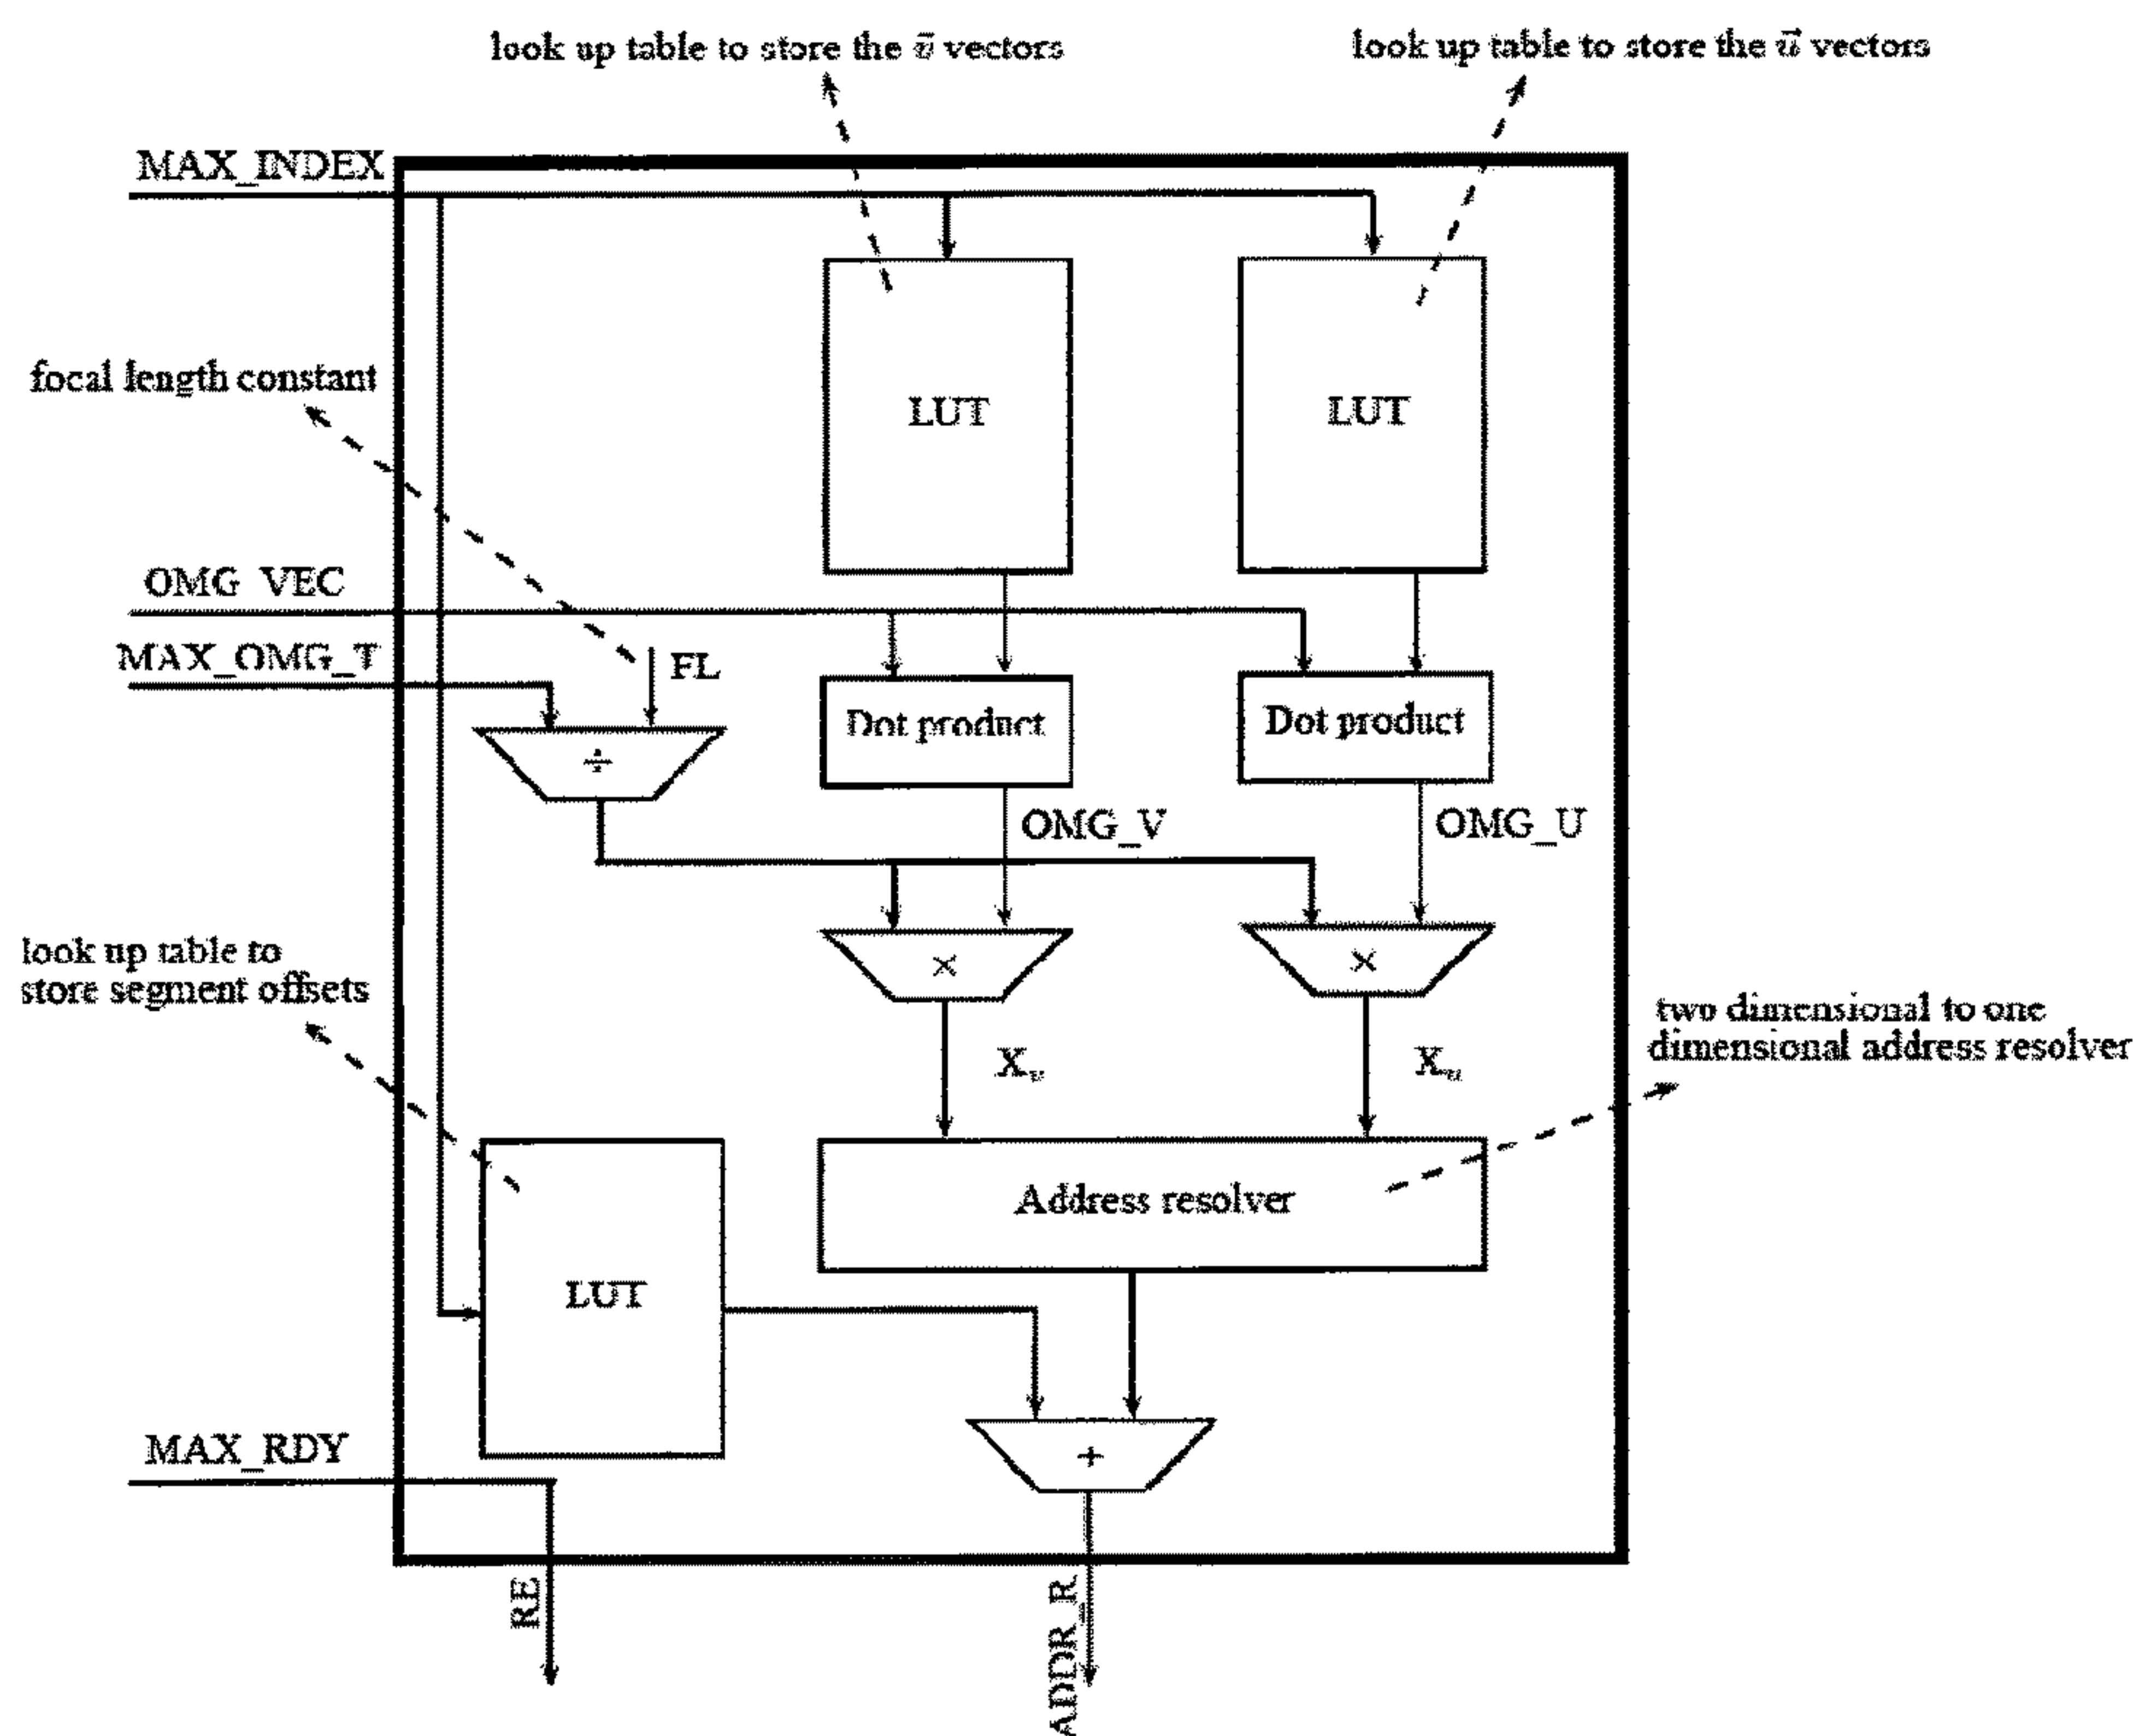 look up table to store the v⃗ vectors
look up table to store the u⃗ vectors
MAX_INDEX
LUT
LUT
focal length constant
OMG_VEC
MAX_OMG_T
FL
÷
Dot product
Dot product
OMG_V
OMG_U
×
×
look up table to
store segment offsets
X_v
X_u
two dimensional to one
dimensional address resolver
Address resolver
LUT
MAX_RDY
+
RE
ADDR_R